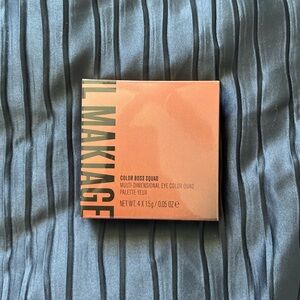 IL MAKIAGE
COLOR BOSS SQUAD
MULTI-DIMENSIONAL EYE COLOR QUAD
PALETTE YEUX
NET WT. 4 X 1.5g / 0.05 OZ ℮